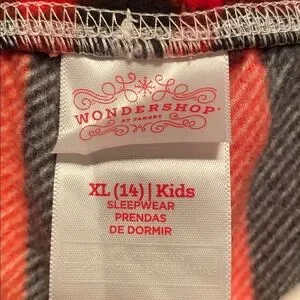 WONDERSHOP
AT TARGET
XL (14) | Kids
SLEEPWEAR
PRENDAS
DE DORMIR